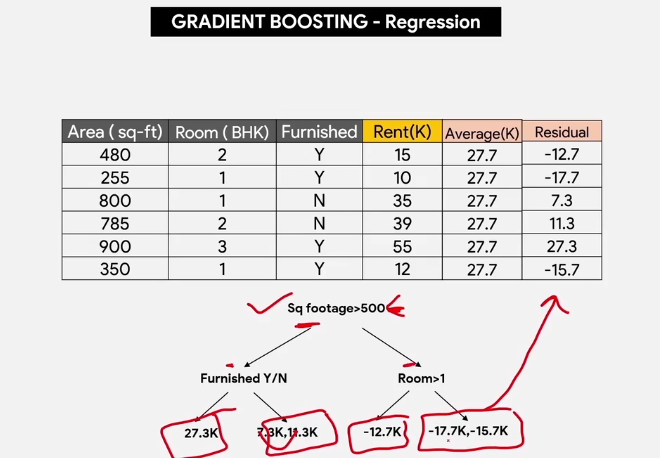 GRADIENT BOOSTING - Regression
Area ( sq-ft) Room ( BHK) Furnished Rent(K) Average(K) Residual
480 2 Y 15 27.7 -12.7
255 1 Y 10 27.7 -17.7
800 1 N 35 27.7 7.3
785 2 N 39 27.7 11.3
900 3 Y 55 27.7 27.3
350 1 Y 12 27.7 -15.7
Sq footage>500
Furnished Y/N Room>1
27.3K 7.3K,11.3K -12.7K -17.7K,-15.7K